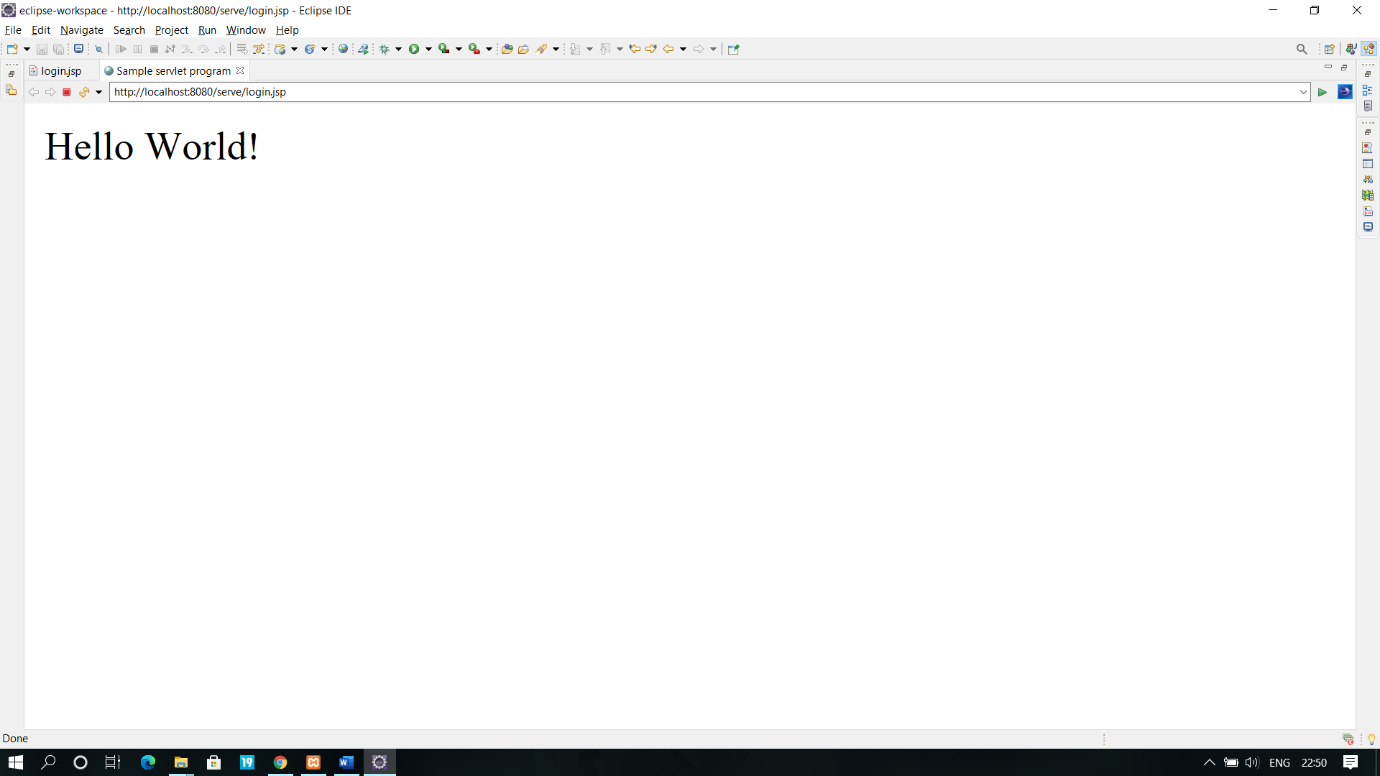 eclipse-workspace - http://localhost:8080/serve/login.jsp - Eclipse IDE
File Edit Navigate Search Project Run Window Help
login.jsp Sample servlet program
http://localhost:8080/serve/login.jsp
Hello World!
Done
19 W ENG 22:50